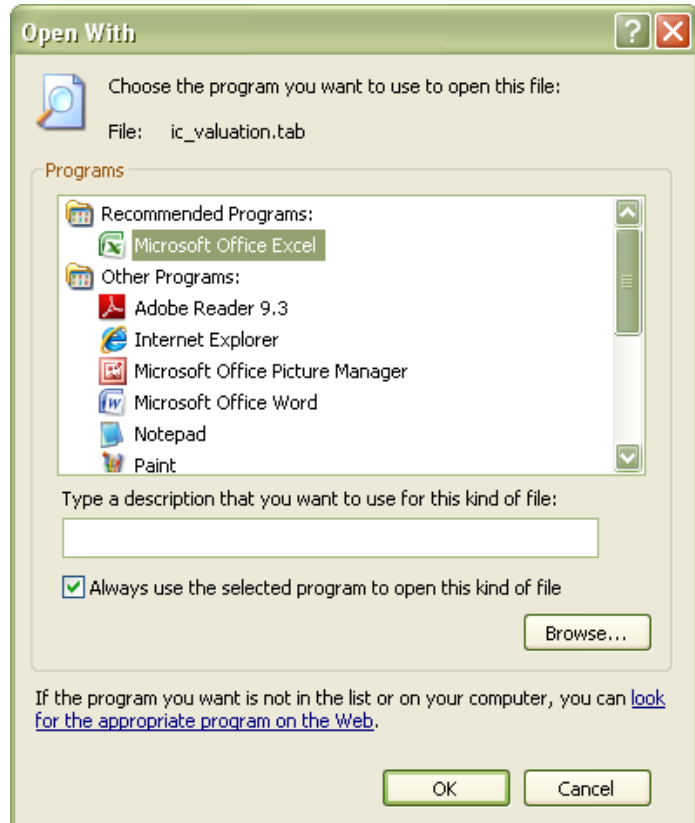 Open With
Choose the program you want to use to open this file:
File: ic_valuation.tab
Programs
Recommended Programs:
Microsoft Office Excel
Other Programs:
Adobe Reader 9.3
Internet Explorer
Microsoft Office Picture Manager
Microsoft Office Word
Notepad
Paint
Type a description that you want to use for this kind of file:
Always use the selected program to open this kind of file
Browse...
If the program you want is not in the list or on your computer, you can look
for the appropriate program on the Web.
OK Cancel